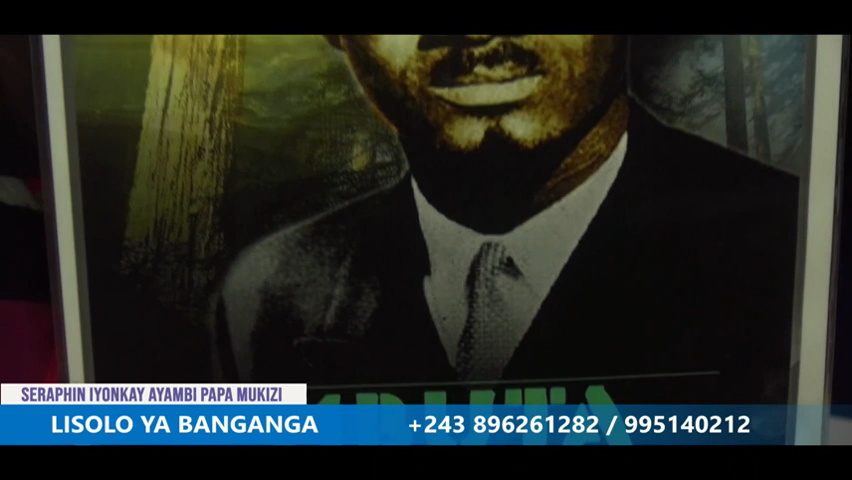 SERAPHIN IYONKAY AYAMBI PAPA MUKIZI
LISOLO YA BANGANGA +243 896261282 / 995140212